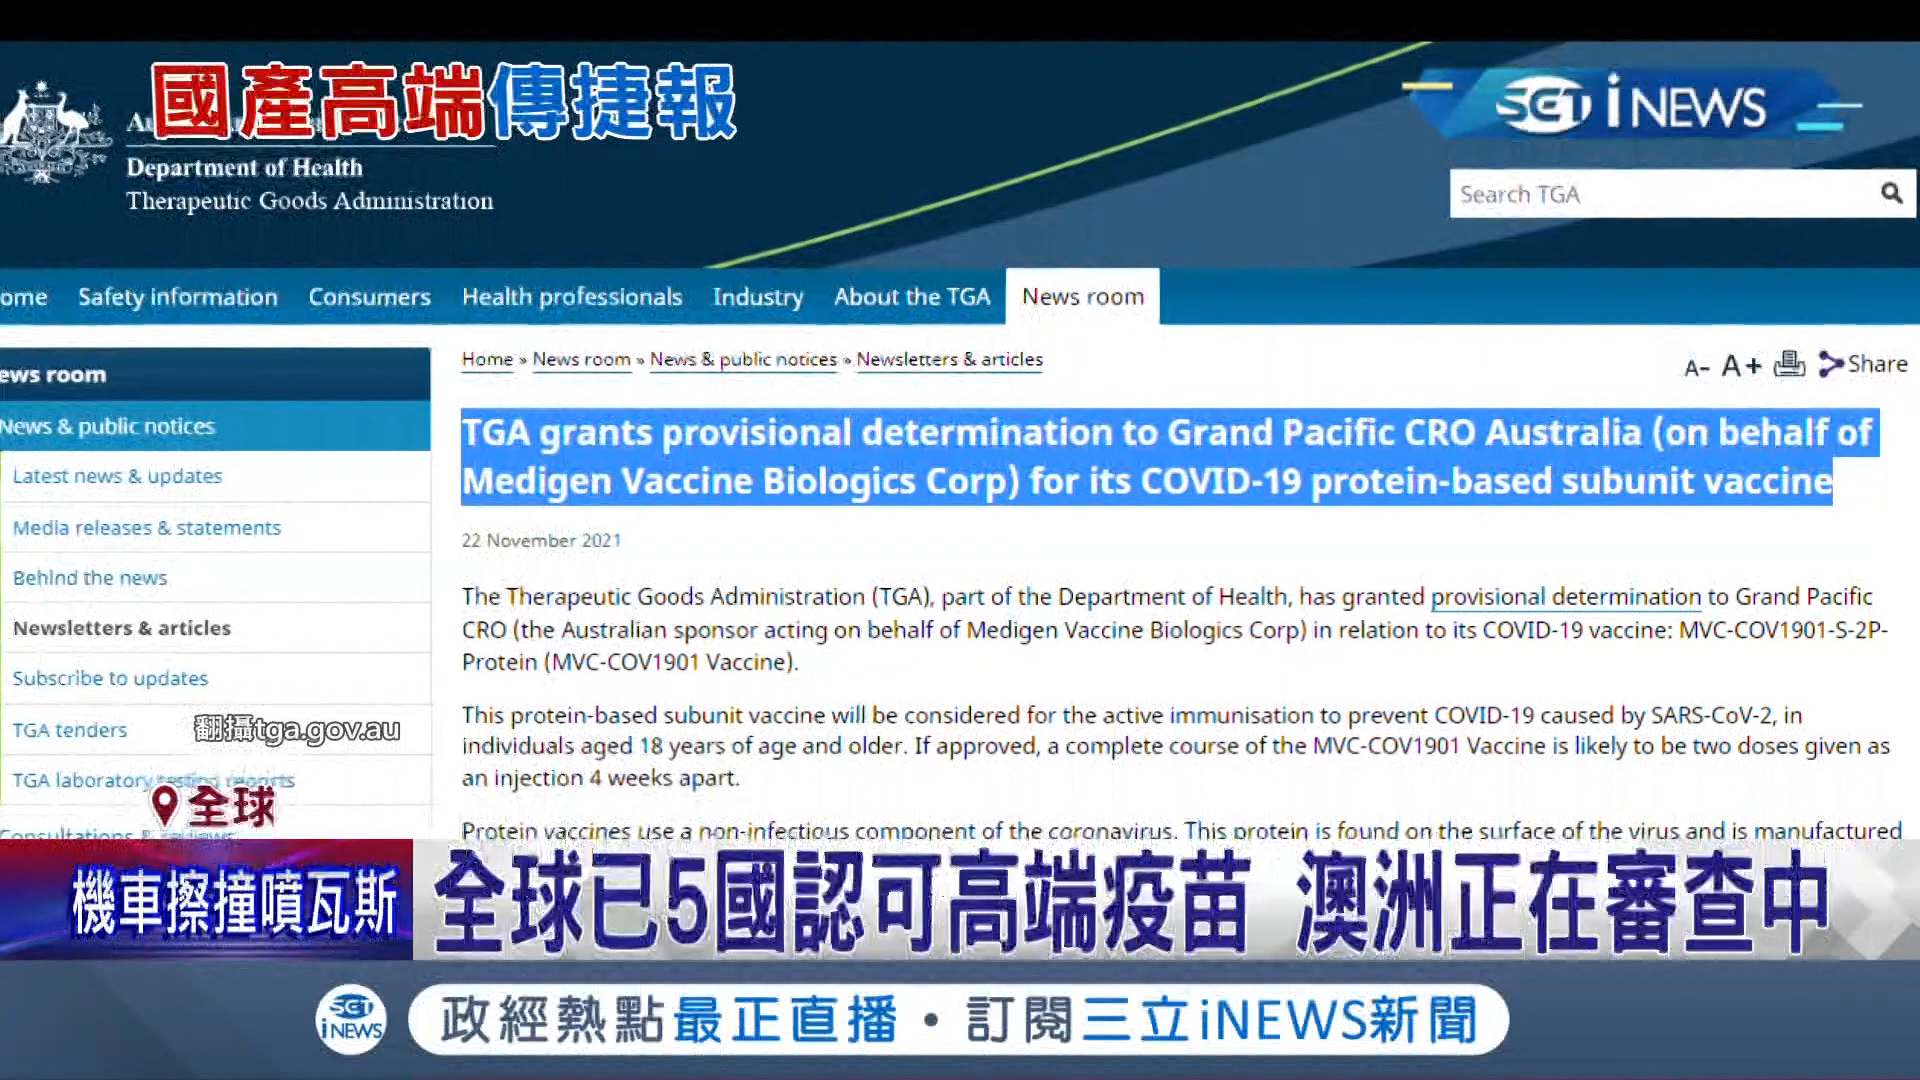 國產高端傳捷報
SET iNEWS
Department of Health
Therapeutic Goods Administration
Search TGA
ome Safety information Consumers Health professionals Industry About the TGA News room
ews room
News & public notices
Latest news & updates
Media releases & statements
Behind the news
Newsletters & articles
Subscribe to updates
TGA tenders
翻攝tga.gov.au
TGA laboratory testing reports
Consultations & reviews
Home » News room » News & public notices » Newsletters & articles
A- A+ Share
TGA grants provisional determination to Grand Pacific CRO Australia (on behalf of
Medigen Vaccine Biologics Corp) for its COVID-19 protein-based subunit vaccine
22 November 2021
The Therapeutic Goods Administration (TGA), part of the Department of Health, has granted provisional determination to Grand Pacific
CRO (the Australian sponsor acting on behalf of Medigen Vaccine Biologics Corp) in relation to its COVID-19 vaccine: MVC-COV1901-S-2P-
Protein (MVC-COV1901 Vaccine).
This protein-based subunit vaccine will be considered for the active immunisation to prevent COVID-19 caused by SARS-CoV-2, in
individuals aged 18 years of age and older. If approved, a complete course of the MVC-COV1901 Vaccine is likely to be two doses given as
an injection 4 weeks apart.
Protein vaccines use a non-infectious component of the coronavirus. This protein is found on the surface of the virus and is manufactured
全球
機車擦撞噴瓦斯
全球已5國認可高端疫苗 澳洲正在審查中
SET iNEWS
政經熱點最正直播・訂閱三立iNEWS新聞